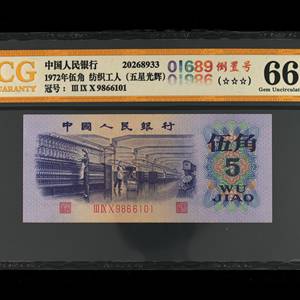 CG
GUARANTY
中国人民银行
1972年伍角 纺织工人（五星光辉）
冠号：Ⅲ Ⅸ Ⅹ 9866101
20268933
01689 倒置号
（☆☆☆）
66
Gem Uncirculated
中国人民银行
伍角
5
WU
JIAO
Ⅲ Ⅸ Ⅹ 9866101